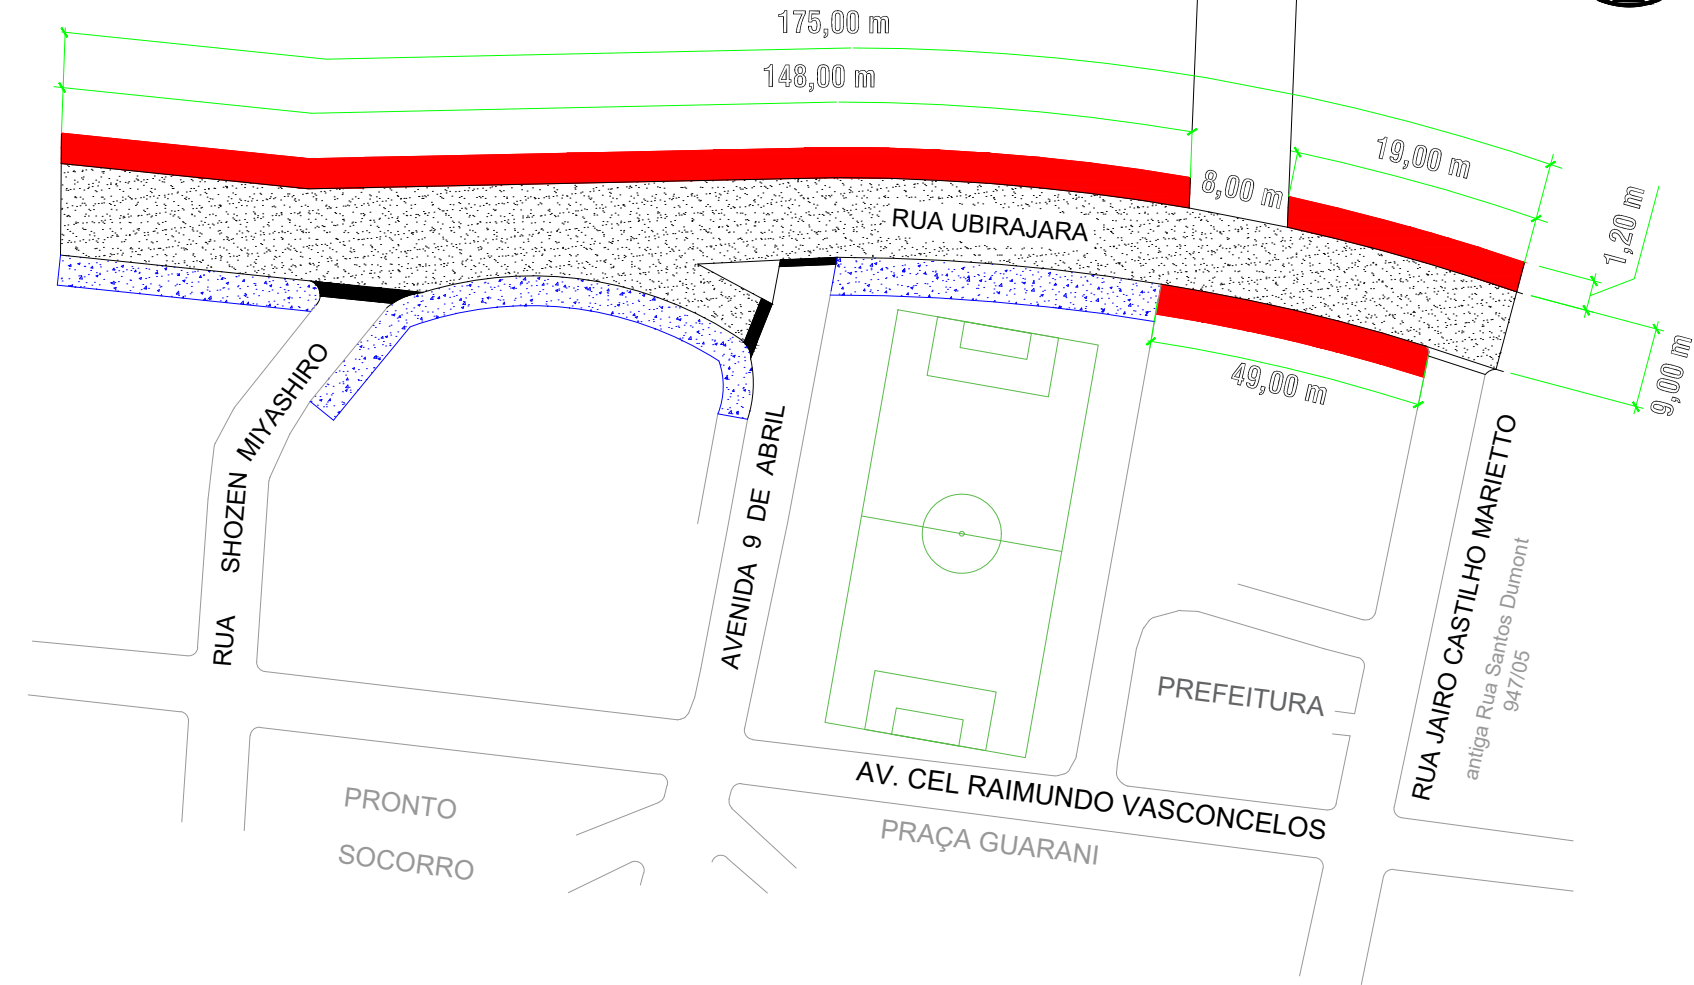 175,00 m
148,00 m
19,00 m
8,00 m
1,20 m
RUA UBIRAJARA
9,00 m
49,00 m
RUA SHOZEN MIYASHIRO
AVENIDA 9 DE ABRIL
RUA JAIRO CASTILHO MARIETTO
antiga Rua Santos Dumont
947/05
PREFEITURA
AV. CEL RAIMUNDO VASCONCELOS
PRONTO
SOCORRO
PRAÇA GUARANI